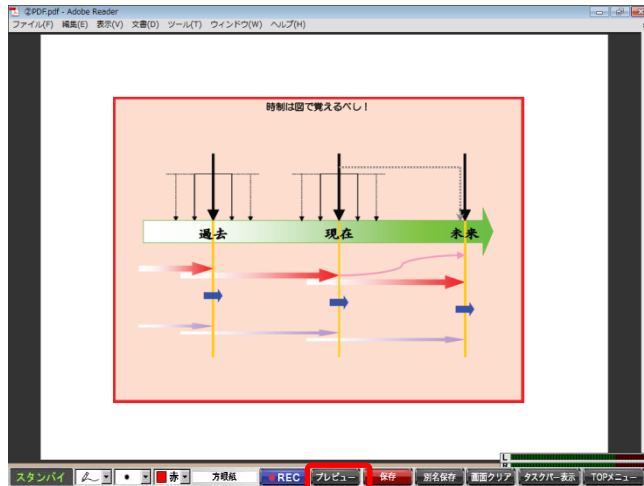 ②PDF.pdf - Adobe Reader
ファイル(F) 編集(E) 表示(V) 文書(D) ツール(T) ウィンドウ(W) ヘルプ(H)
時制は図で覚えるべし！
過去 現在 未来
L
R
スタンバイ 赤 方眼紙 REC プレビュー 保存 別名保存 画面クリア タスクバー表示 TOPメニュー